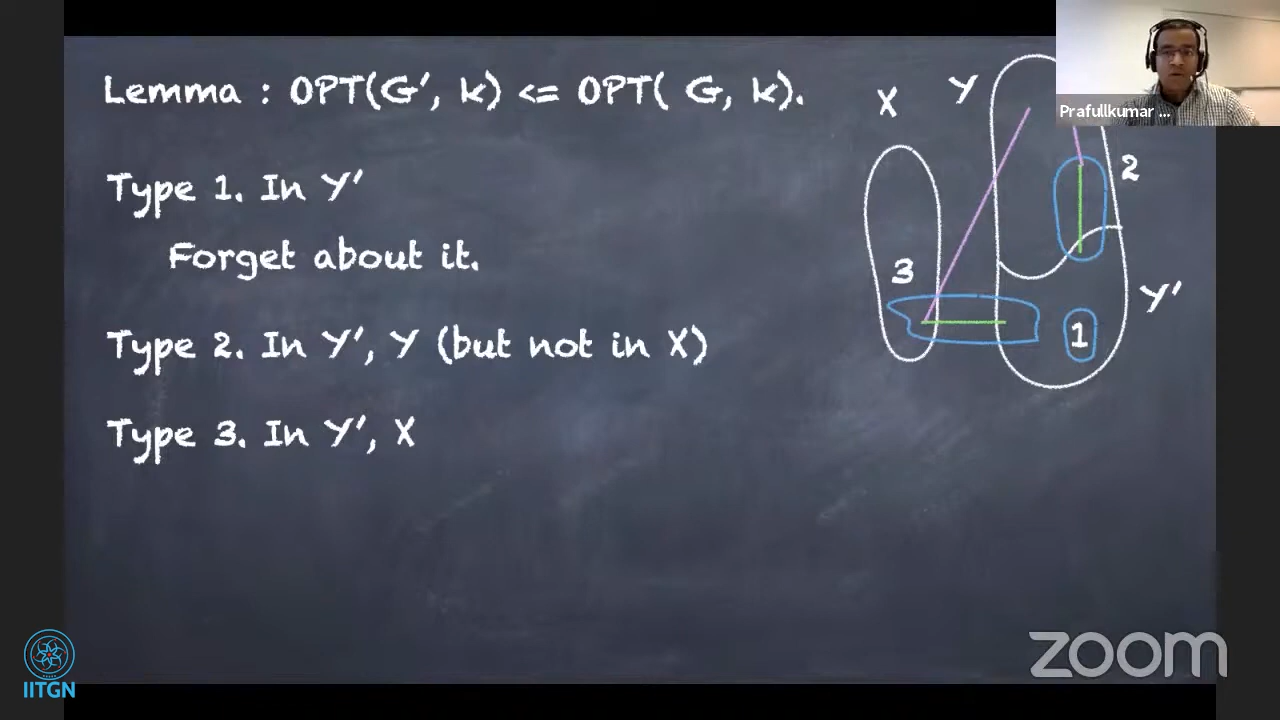 Lemma : OPT(G', k) <= OPT( G, k).
X
Y
Prafullkumar ...
Type 1. In Y'
2
Forget about it.
3
Y'
Type 2. In Y', Y (but not in X)
1
Type 3. In Y', X
zoom
IITGN